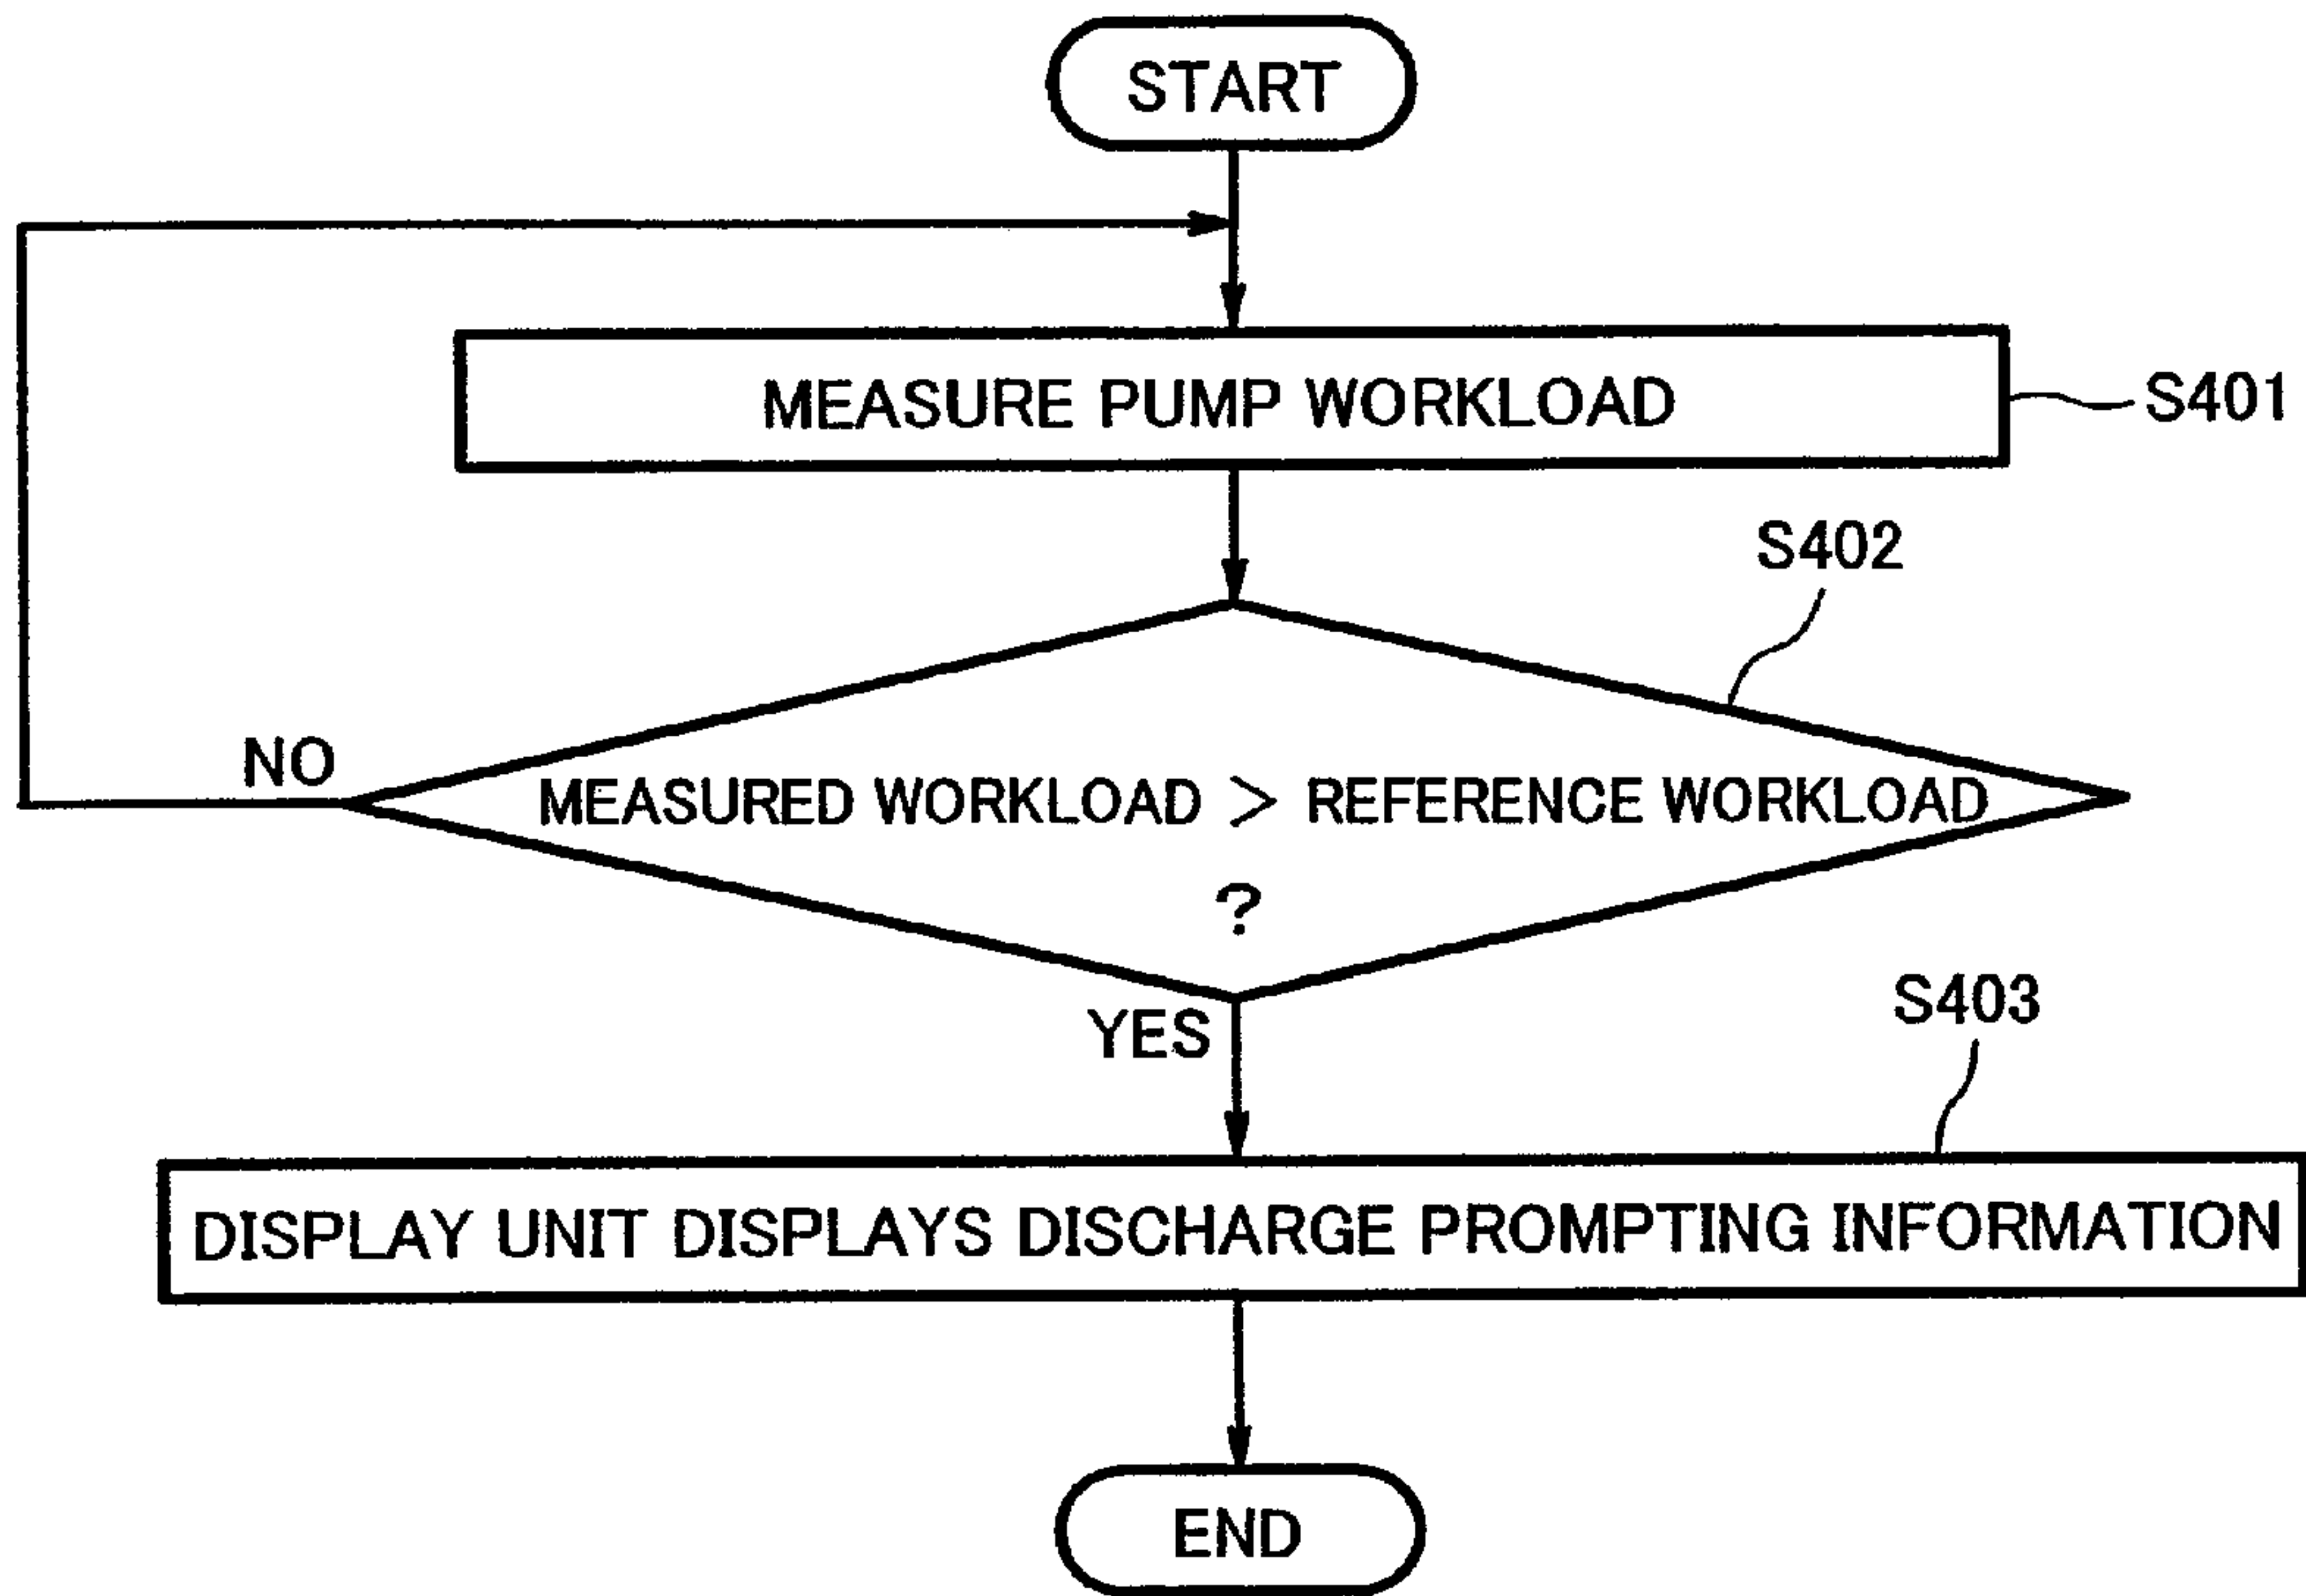 START
MEASURE PUMP WORKLOAD
S401
S402
NO
MEASURED WORKLOAD > REFERENCE WORKLOAD
?
YES
S403
DISPLAY UNIT DISPLAYS DISCHARGE PROMPTING INFORMATION
END